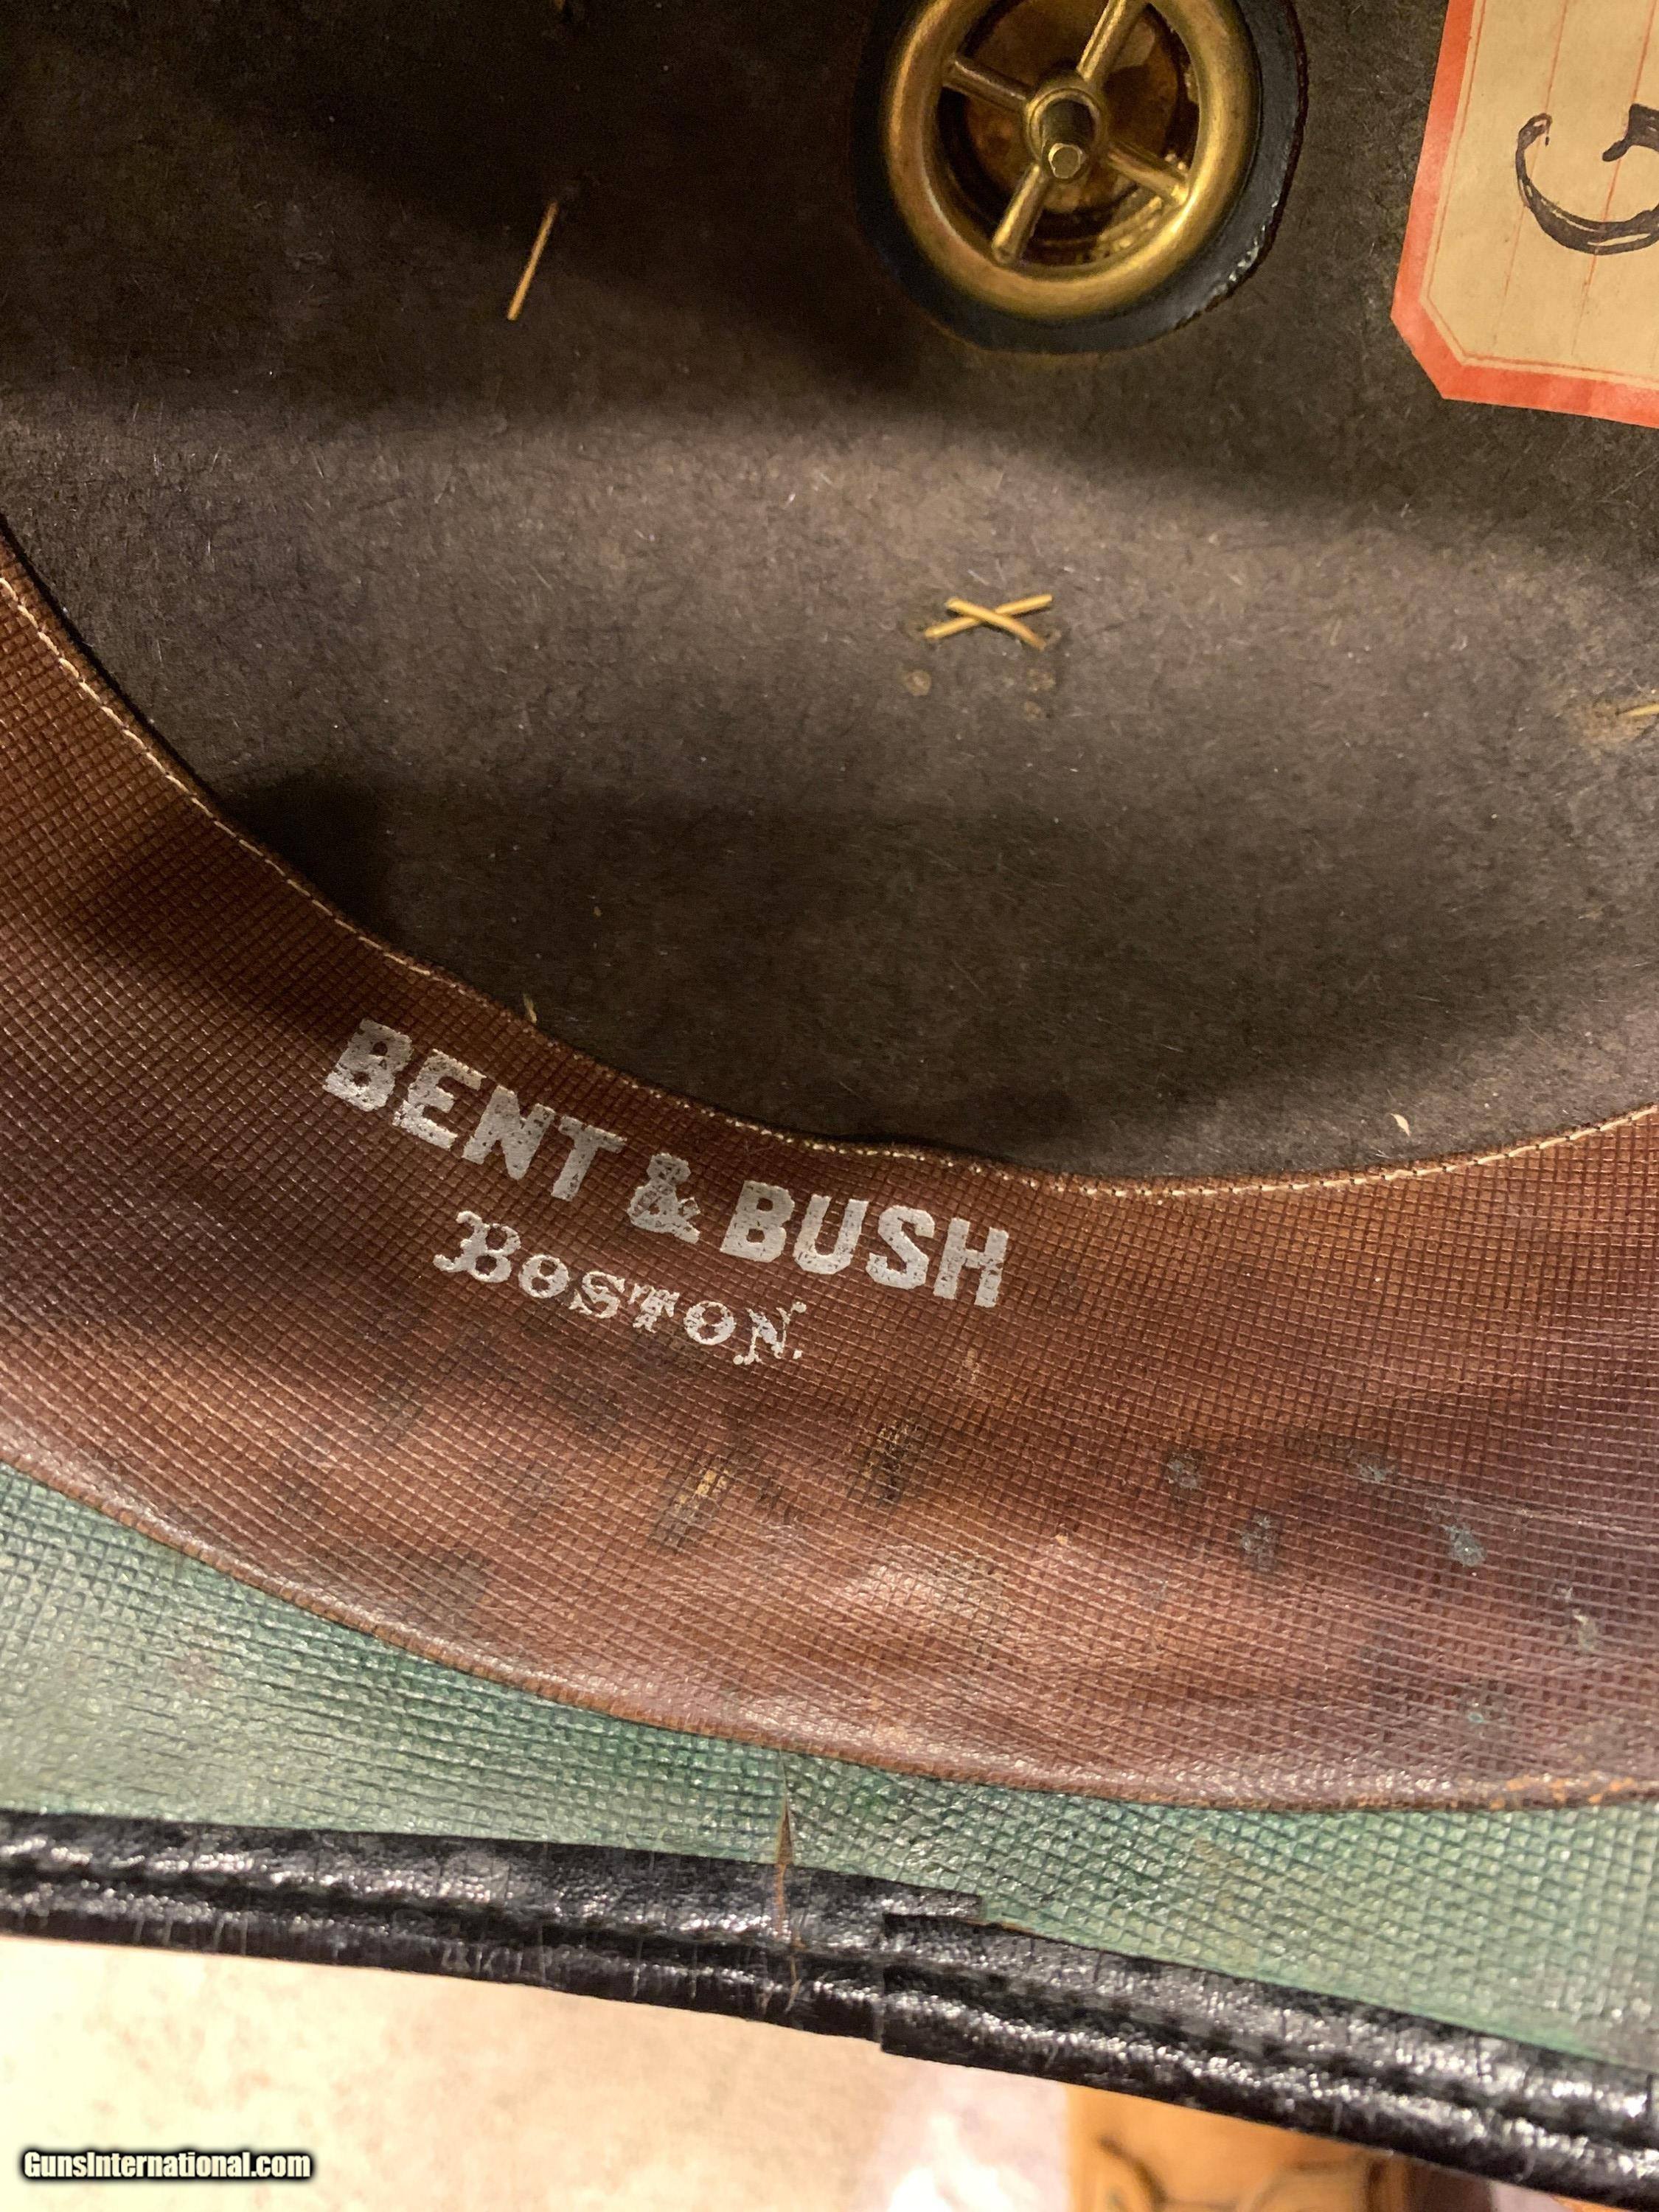 G
BENT & BUSH
BOSTON.
GunsInternational.com